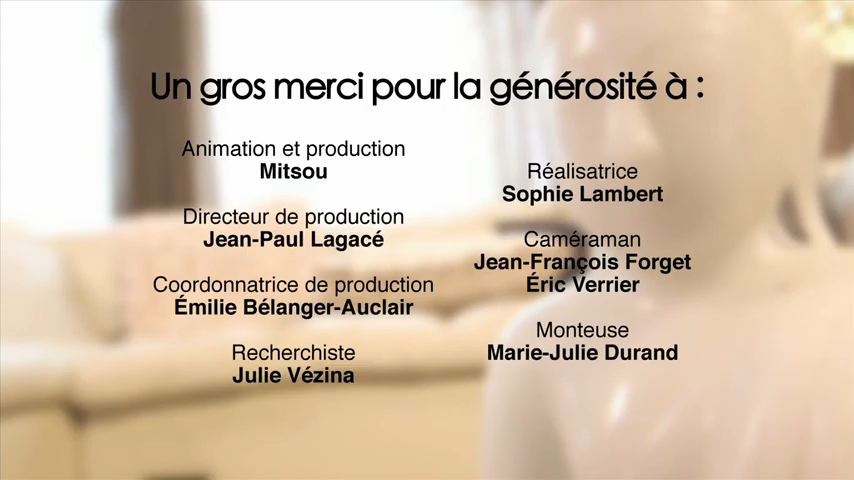 Un gros merci pour la générosité à :
Animation et production
Mitsou
Directeur de production
Jean-Paul Lagacé
Coordonnatrice de production
Émilie Bélanger-Auclair
Recherchiste
Julie Vézina
Réalisatrice
Sophie Lambert
Caméraman
Jean-François Forget
Éric Verrier
Monteuse
Marie-Julie Durand